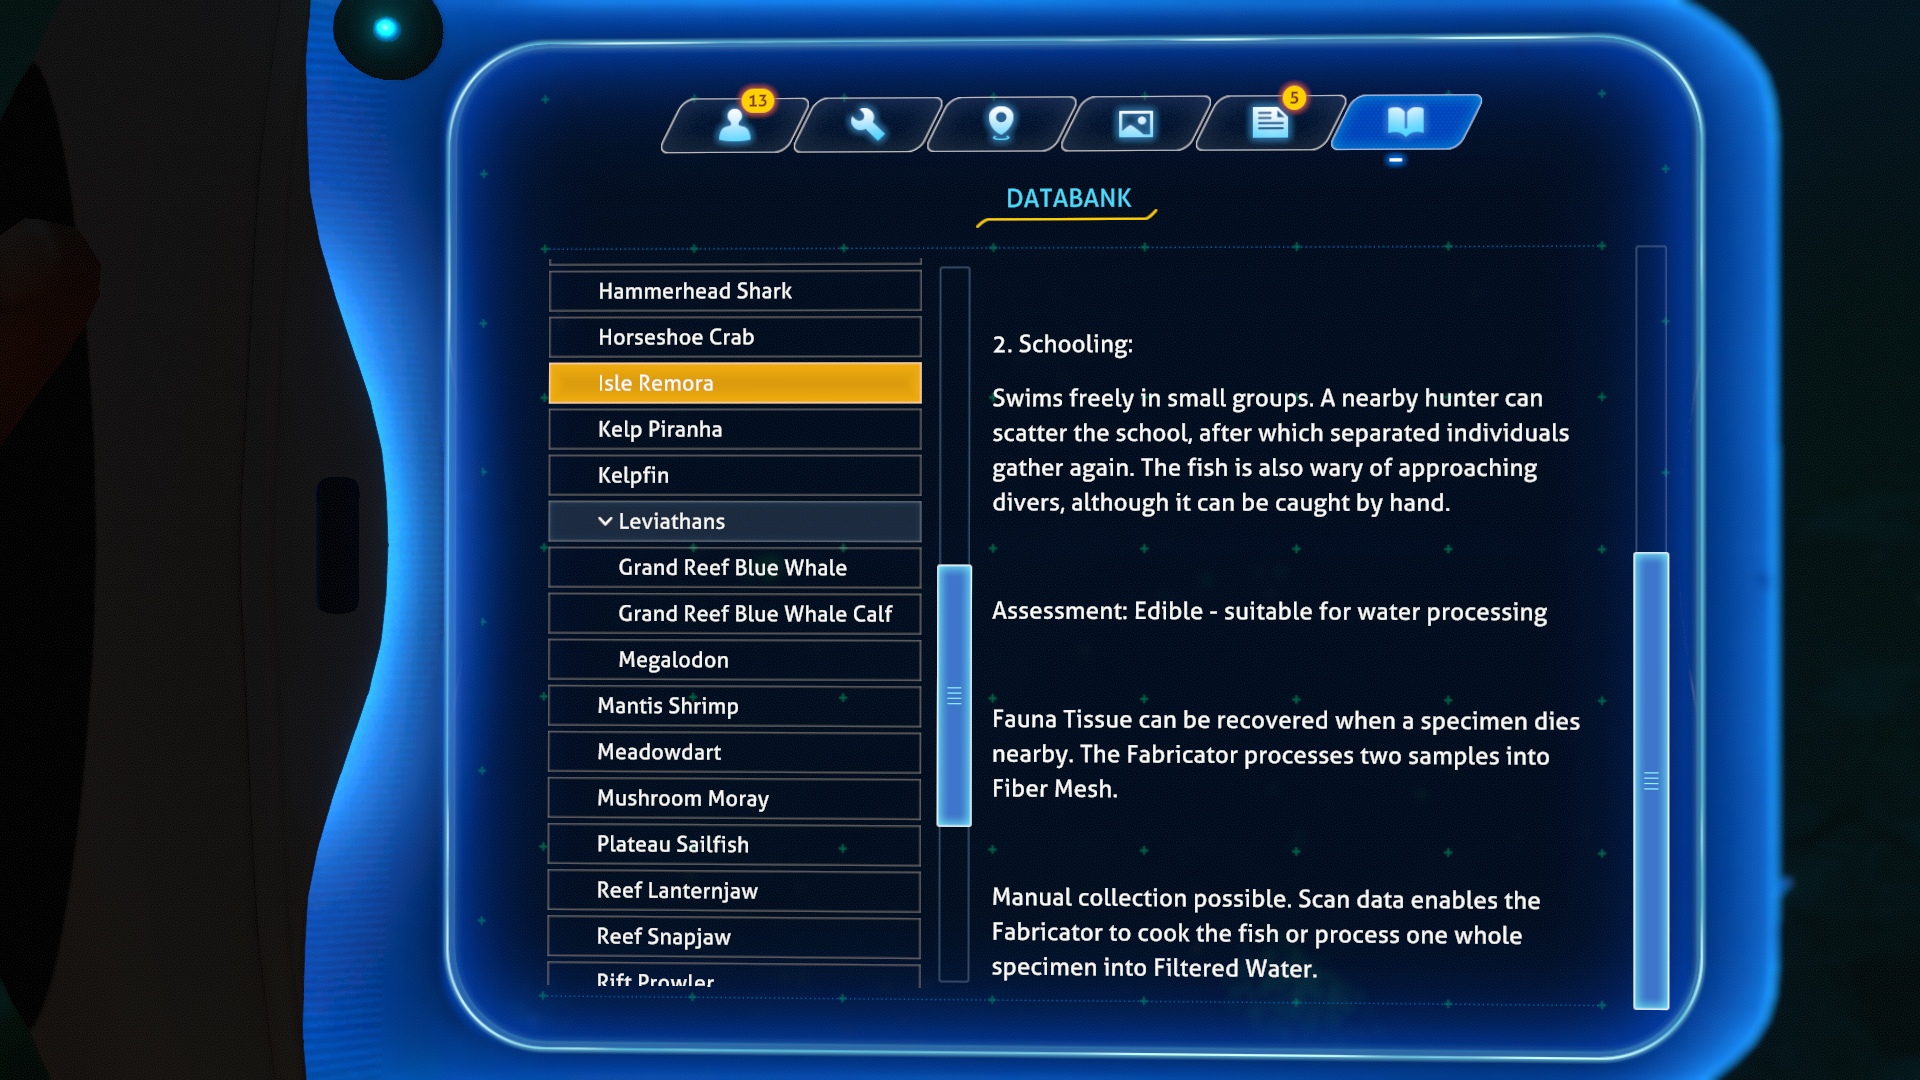 13
5
DATABANK
Hammerhead Shark
Horseshoe Crab
Isle Remora
Kelp Piranha
Kelpfin
Leviathans
Grand Reef Blue Whale
Grand Reef Blue Whale Calf
Megalodon
Mantis Shrimp
Meadowdart
Mushroom Moray
Plateau Sailfish
Reef Lanternjaw
Reef Snapjaw
Rift Prowler
2. Schooling:
Swims freely in small groups. A nearby hunter can
scatter the school, after which separated individuals
gather again. The fish is also wary of approaching
divers, although it can be caught by hand.
Assessment: Edible - suitable for water processing
Fauna Tissue can be recovered when a specimen dies
nearby. The Fabricator processes two samples into
Fiber Mesh.
Manual collection possible. Scan data enables the
Fabricator to cook the fish or process one whole
specimen into Filtered Water.